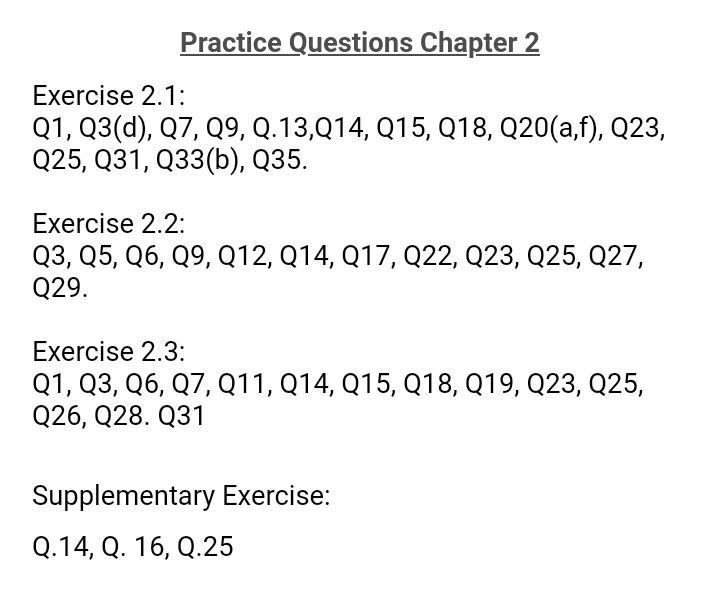 Practice Questions Chapter 2
Exercise 2.1:
Q1, Q3(d), Q7, Q9, Q.13,Q14, Q15, Q18, Q20(a,f), Q23,
Q25, Q31, Q33(b), Q35.
Exercise 2.2:
Q3, Q5, Q6, Q9, Q12, Q14, Q17, Q22, Q23, Q25, Q27,
Q29.
Exercise 2.3:
Q1, Q3, Q6, Q7, Q11, Q14, Q15, Q18, Q19, Q23, Q25,
Q26, Q28. Q31
Supplementary Exercise:
Q.14, Q. 16, Q.25